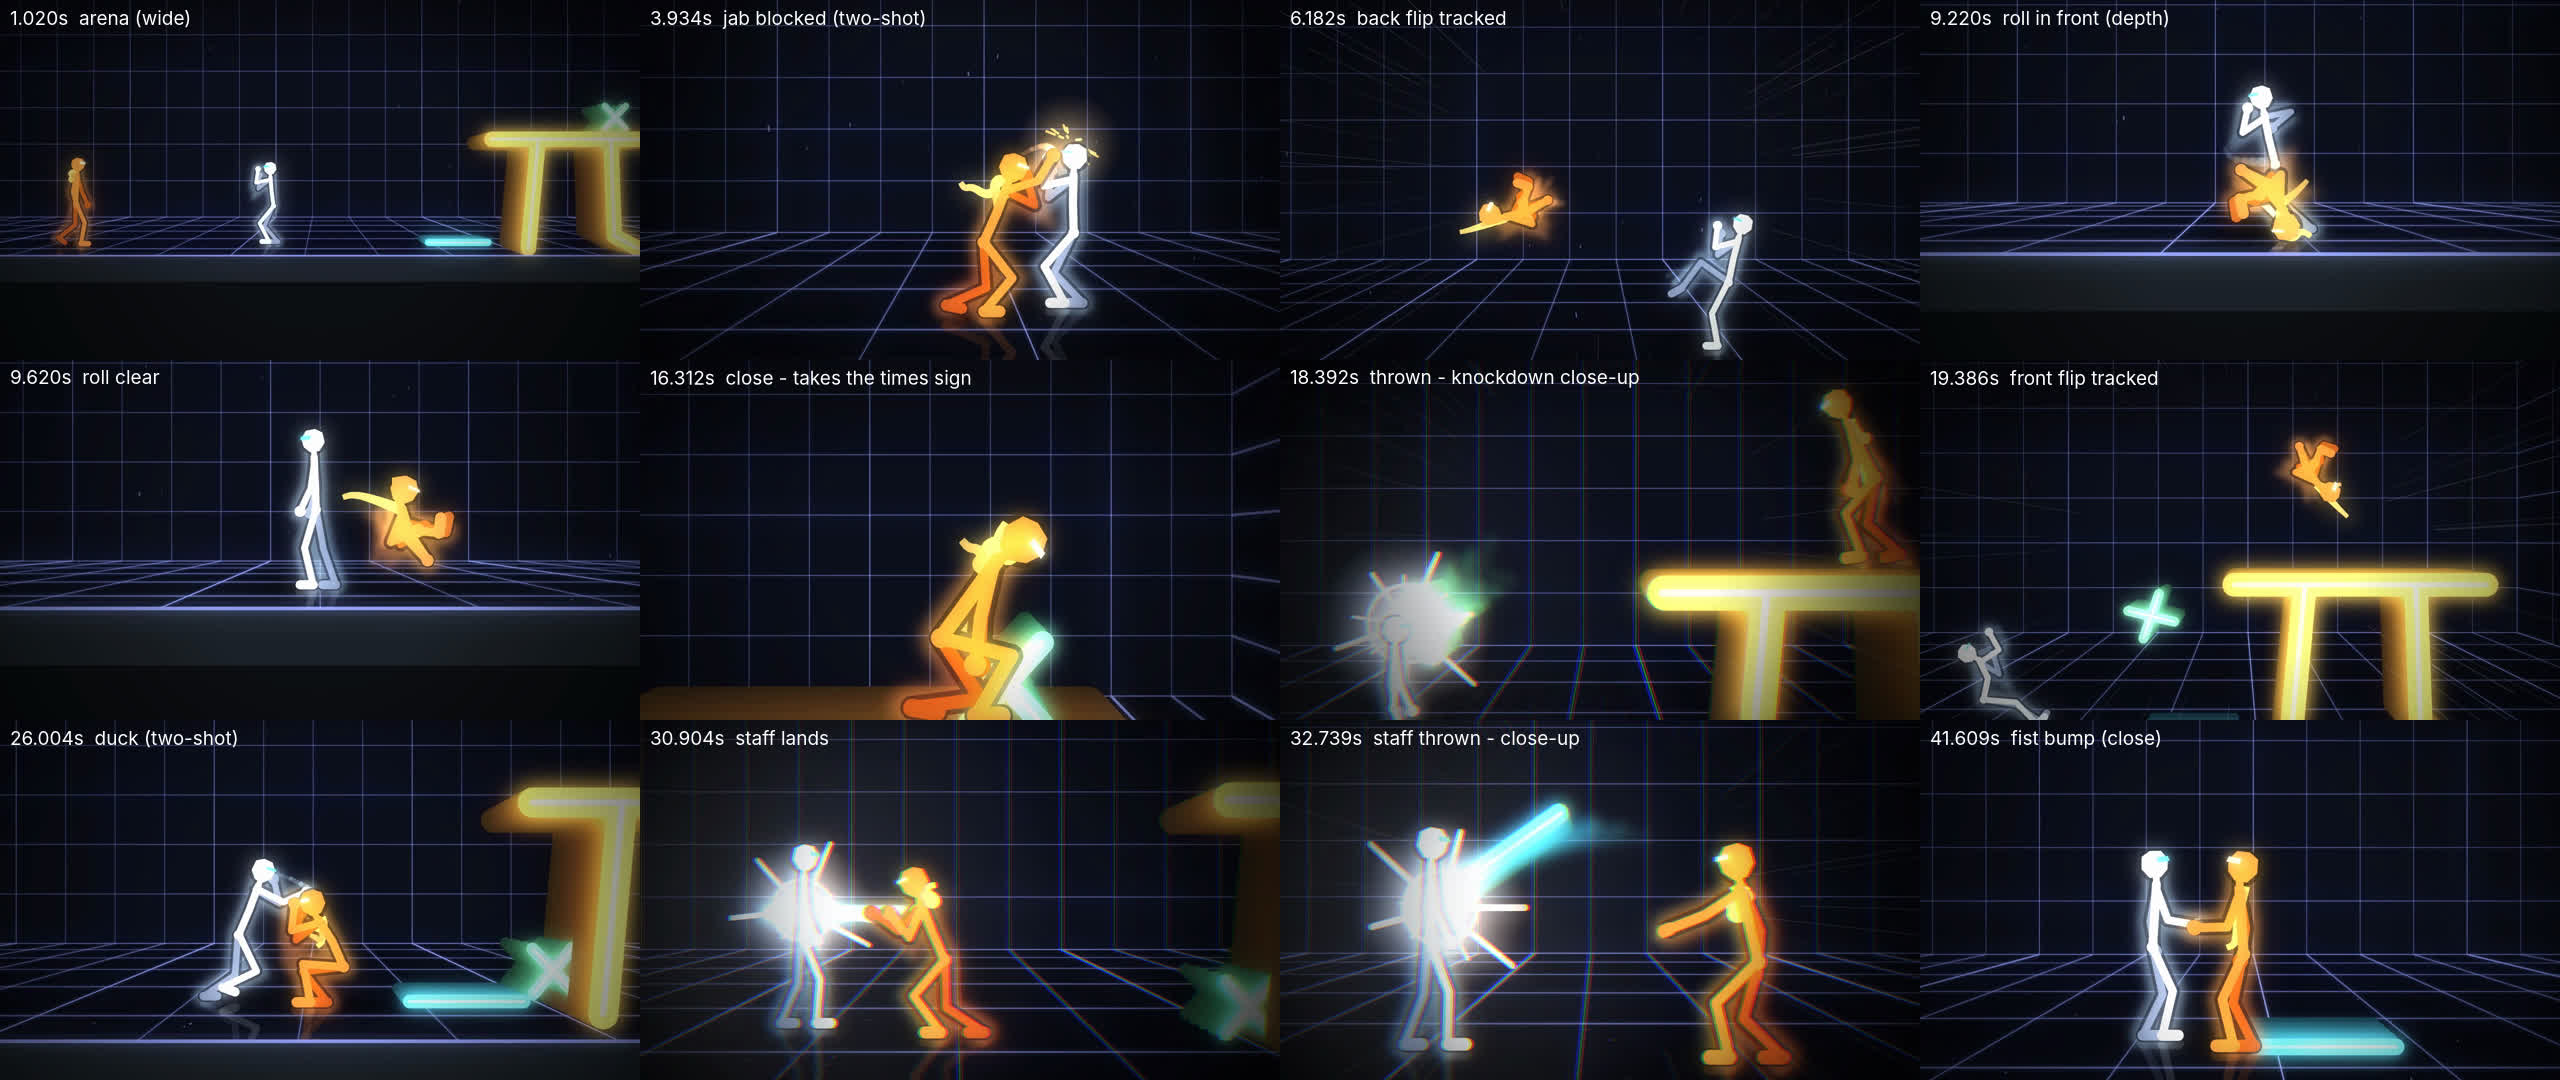 1.020s arena (wide)
3.934s jab blocked (two-shot)
6.182s back flip tracked
9.220s roll in front (depth)
9.620s roll clear
16.312s close - takes the times sign
18.392s thrown - knockdown close-up
19.386s front flip tracked
26.004s duck (two-shot)
30.904s staff lands
32.739s staff thrown - close-up
41.609s fist bump (close)